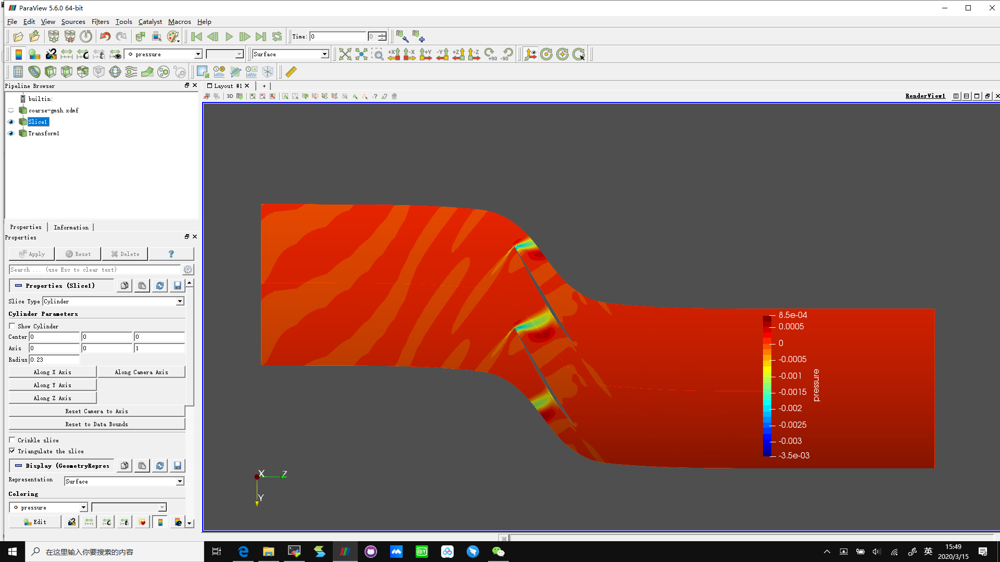 ParaView 5.6.0 64-bit
File Edit View Sources Filters Tools Catalyst Macros Help
Time: 0 0
pressure Surface
+X -X +Y -Y +Z -Z +90 -90
Pipeline Browser
Layout #1 +
3D
RenderView1
builtin:
coarse-gmsh.xdmf
Slice1
Transform1
Properties Information
Properties
Apply Reset Delete ?
Search ... (use Esc to clear text)
Properties (Slice1)
Slice Type Cylinder
Cylinder Parameters
Show Cylinder
Center 0 0 0
Axis 0 0 1
Radius 0.23
Along X Axis Along Camera Axis
Along Y Axis
Along Z Axis
Reset Camera to Axis
Reset to Data Bounds
Crinkle slice
Triangulate the slice
Display (GeometryRepres
Representation Surface
Coloring
pressure
Edit
8.5e-04
0.0005
0
-0.0005
-0.001
-0.0015
-0.002
-0.0025
-0.003
-3.5e-03
pressure
X Z
Y
在这里输入你要搜索的内容
QIY
英
15:49
2020/3/15